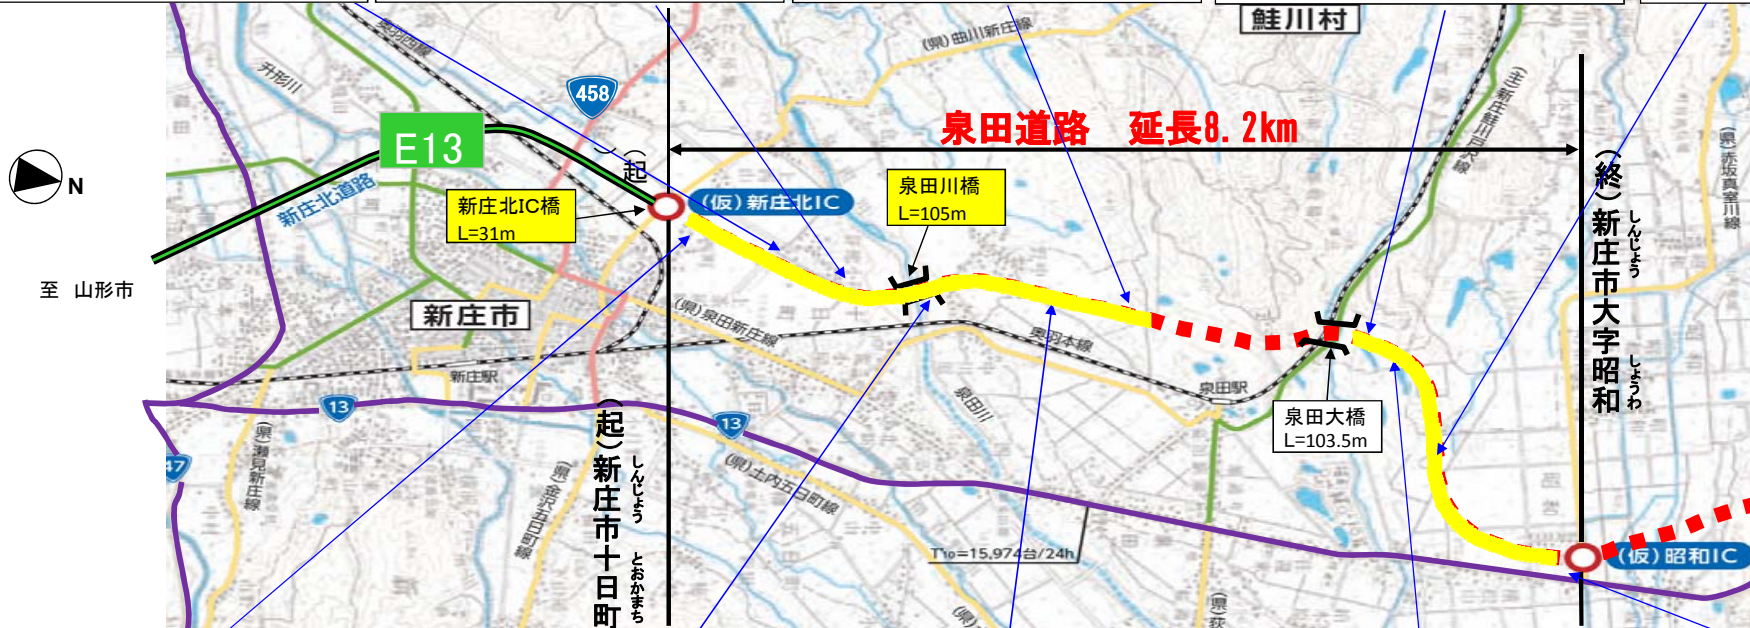 鮭川村
奥羽西線
(県)曲川新庄線
升形川
458
(主)新庄鮭川戸沢線
泉田道路 延長8.2km
E13
(起)
(終)新庄市大字昭和
しんじょう
しょうわ
(県)赤坂真室川線
N
新庄北道路
新庄北IC橋
L=31m
(仮)新庄北IC
泉田川橋
L=105m
至 山形市
新庄市
(県)泉田新庄線
奥羽本線
新庄駅
泉田駅
13
13
泉田川
泉田大橋
L=103.5m
(起)新庄市十日町
しんじょう
とおかまち
(県)瀬見新庄線
47
(県)金沢五日町線
(県)土内五日町線
T'10=15,974台/24h
(仮)昭和IC